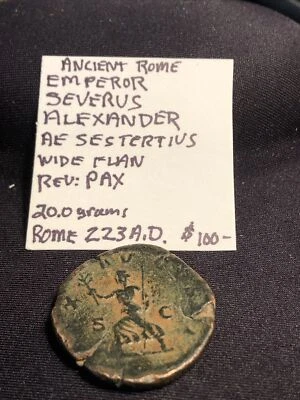 ANCIENT ROME
EMPEROR
SEVERUS
ALEXANDER
AE SESTERTIUS
WIDE FLAN
REV: PAX
20.0 grams
ROME 223 A.D. $100-
S C